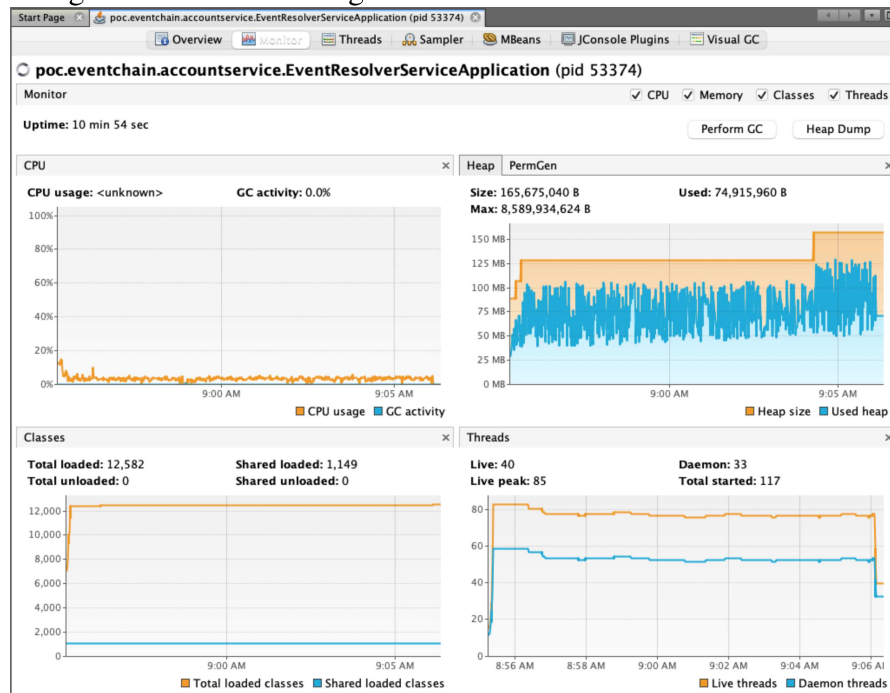 Start Page
poc.eventchain.accountservice.EventResolverServiceApplication (pid 53374)
Overview Monitor Threads Sampler MBeans JConsole Plugins Visual GC
poc.eventchain.accountservice.EventResolverServiceApplication (pid 53374)
Monitor CPU Memory Classes Threads
Uptime: 10 min 54 sec Perform GC Heap Dump
CPU
CPU usage: <unknown> GC activity: 0.0%
100%
80%
60%
40%
20%
0%
9:00 AM 9:05 AM
CPU usage GC activity
Heap PermGen
Size: 165,675,040 B Used: 74,915,960 B
Max: 8,589,934,624 B
150 MB
125 MB
100 MB
75 MB
50 MB
25 MB
0 MB
9:00 AM 9:05 AM
Heap size Used heap
Classes
Total loaded: 12,582 Shared loaded: 1,149
Total unloaded: 0 Shared unloaded: 0
12,000
10,000
8,000
6,000
4,000
2,000
0
9:00 AM 9:05 AM
Total loaded classes Shared loaded classes
Threads
Live: 40 Daemon: 33
Live peak: 85 Total started: 117
80
60
40
20
0
8:56 AM 8:58 AM 9:00 AM 9:02 AM 9:04 AM 9:06 AM
Live threads Daemon threads